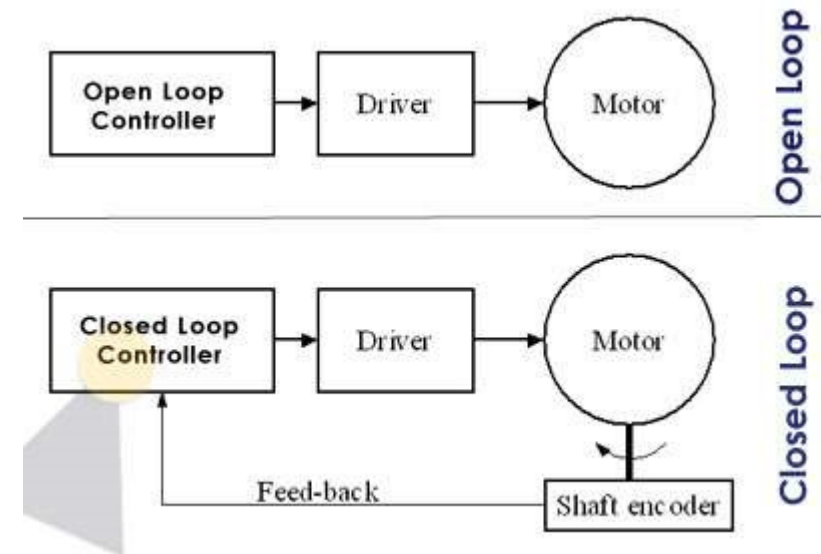 Open Loop
Controller
Driver
Motor
Open Loop
Closed Loop
Controller
Driver
Motor
Closed Loop
Feed-back
Shaft encoder